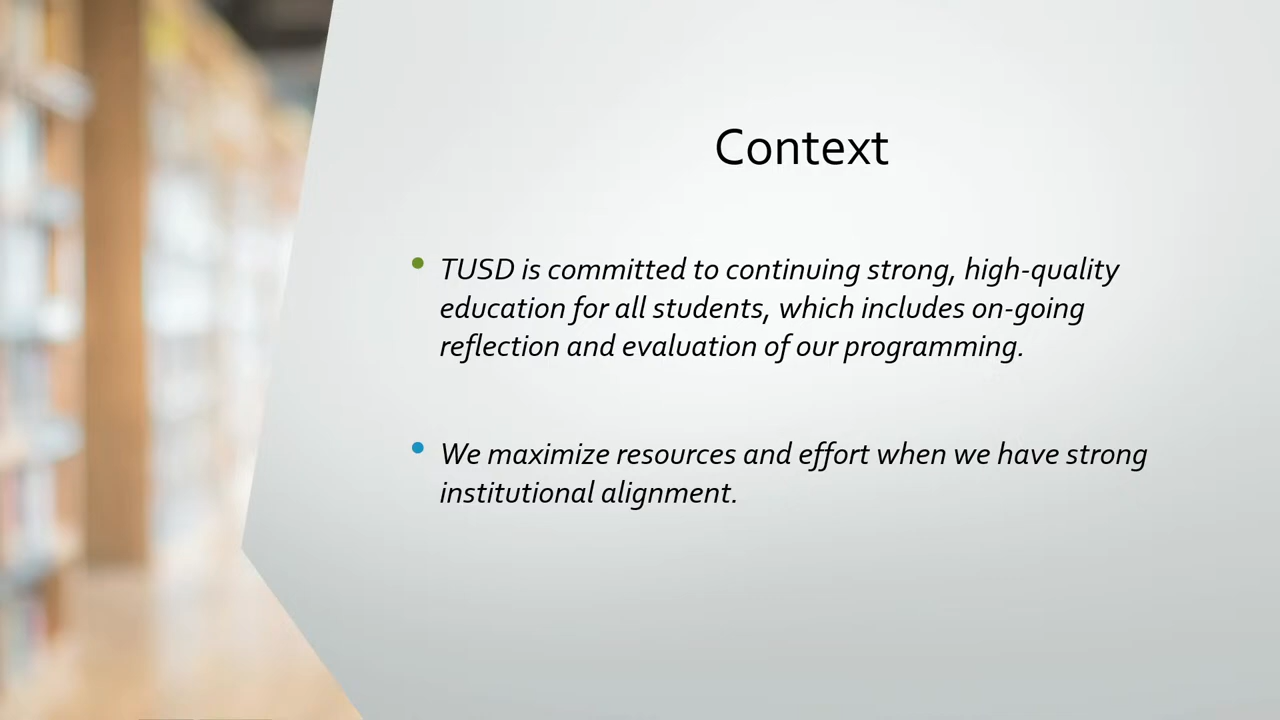 Context
• TUSD is committed to continuing strong, high-quality
education for all students, which includes on-going
reflection and evaluation of our programming.
• We maximize resources and effort when we have strong
institutional alignment.